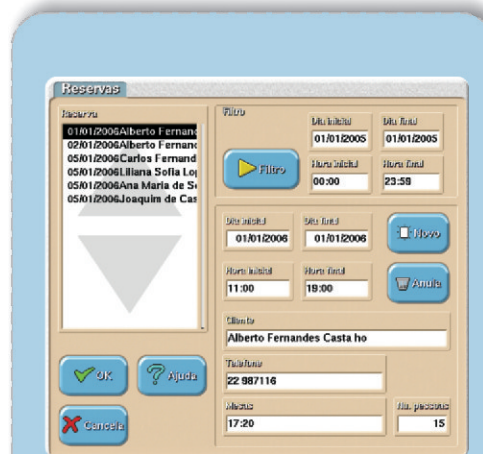 Reservas
Reserva
01/01/2006Alberto Fernand
02/01/2006Alberto Fernand
05/01/2006Carlos Fernand
05/01/2006Liliana Sofia Lop
05/01/2006Ana Maria de So
05/01/2006Joaquim de Cas
OK
Ajuda
Cancela
Filtro
Dia inicial
Dia final
01/01/2005
01/01/2005
Filtro
Hora inicial
Hora final
00:00
23:59
Dia inicial
Dia final
01/01/2006
01/01/2006
Novo
Hora inicial
Hora final
11:00
19:00
Anula
Cliente
Alberto Fernandes Casta ho
Telefone
22 987116
Mesas
No. pessoas
17:20
15